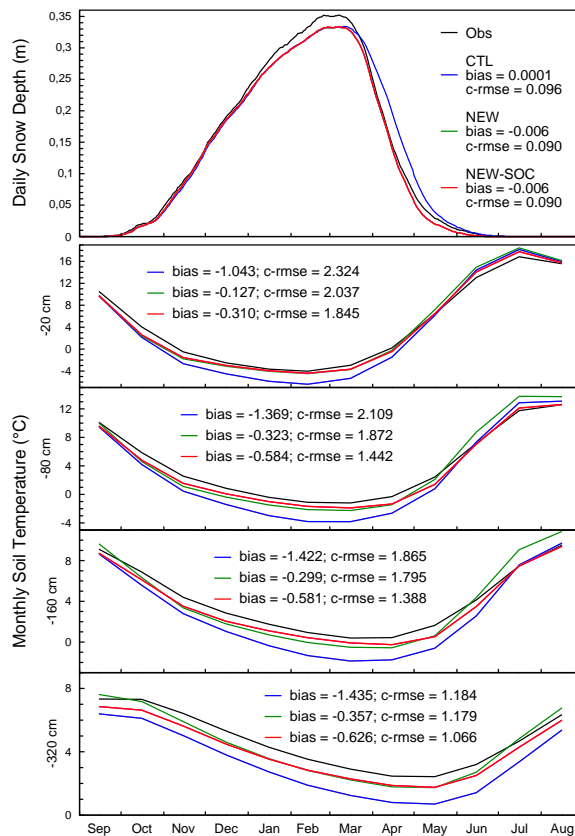 Daily Snow Depth (m)
0,35
0,3
0,25
0,2
0,15
0,1
0,05
0
Obs
CTL
bias = 0.0001
c-rmse = 0.096
NEW
bias = -0.006
c-rmse = 0.090
NEW-SOC
bias = -0.006
c-rmse = 0.090
Monthly Soil Temperature (°C)
-20 cm
16
12
8
4
0
-4
bias = -1.043; c-rmse = 2.324
bias = -0.127; c-rmse = 2.037
bias = -0.310; c-rmse = 1.845
-80 cm
12
8
4
0
-4
bias = -1.369; c-rmse = 2.109
bias = -0.323; c-rmse = 1.872
bias = -0.584; c-rmse = 1.442
-160 cm
8
4
0
bias = -1.422; c-rmse = 1.865
bias = -0.299; c-rmse = 1.795
bias = -0.581; c-rmse = 1.388
-320 cm
8
4
0
bias = -1.435; c-rmse = 1.184
bias = -0.357; c-rmse = 1.179
bias = -0.626; c-rmse = 1.066
Sep Oct Nov Dec Jan Feb Mar Apr May Jun Jul Aug